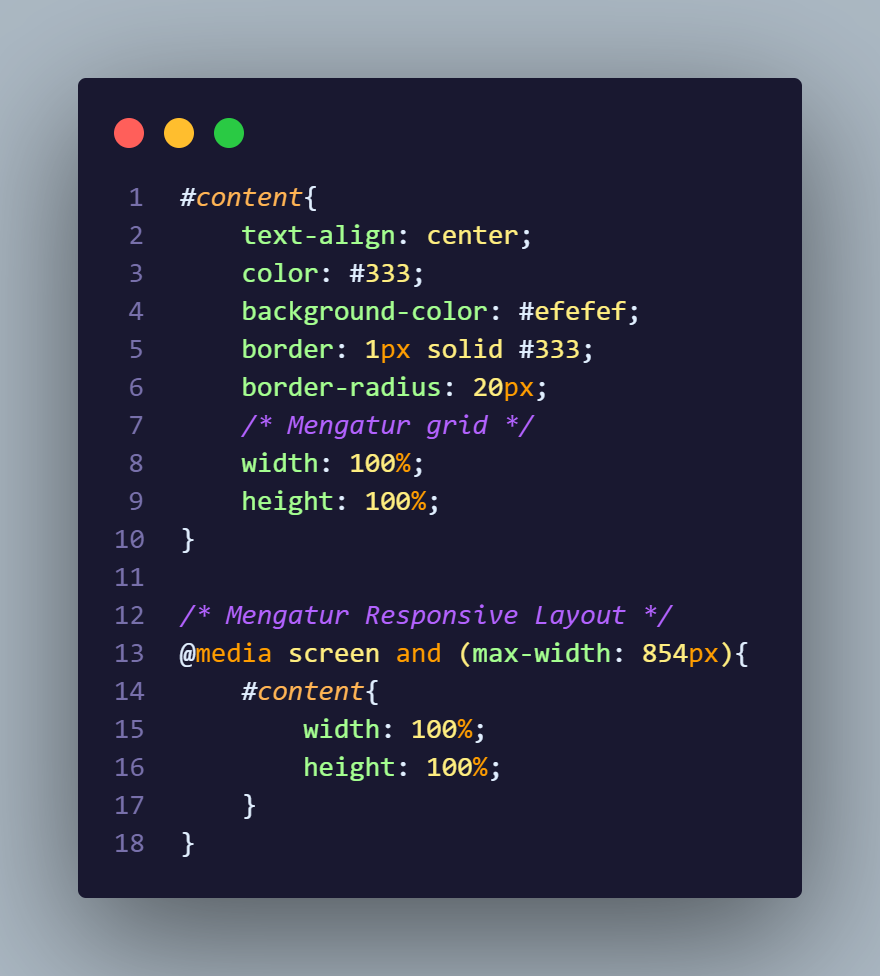 1 #content{
2     text-align: center;
3     color: #333;
4     background-color: #efefef;
5     border: 1px solid #333;
6     border-radius: 20px;
7     /* Mengatur grid */
8     width: 100%;
9     height: 100%;
10 }
11
12 /* Mengatur Responsive Layout */
13 @media screen and (max-width: 854px){
14     #content{
15         width: 100%;
16         height: 100%;
17     }
18 }